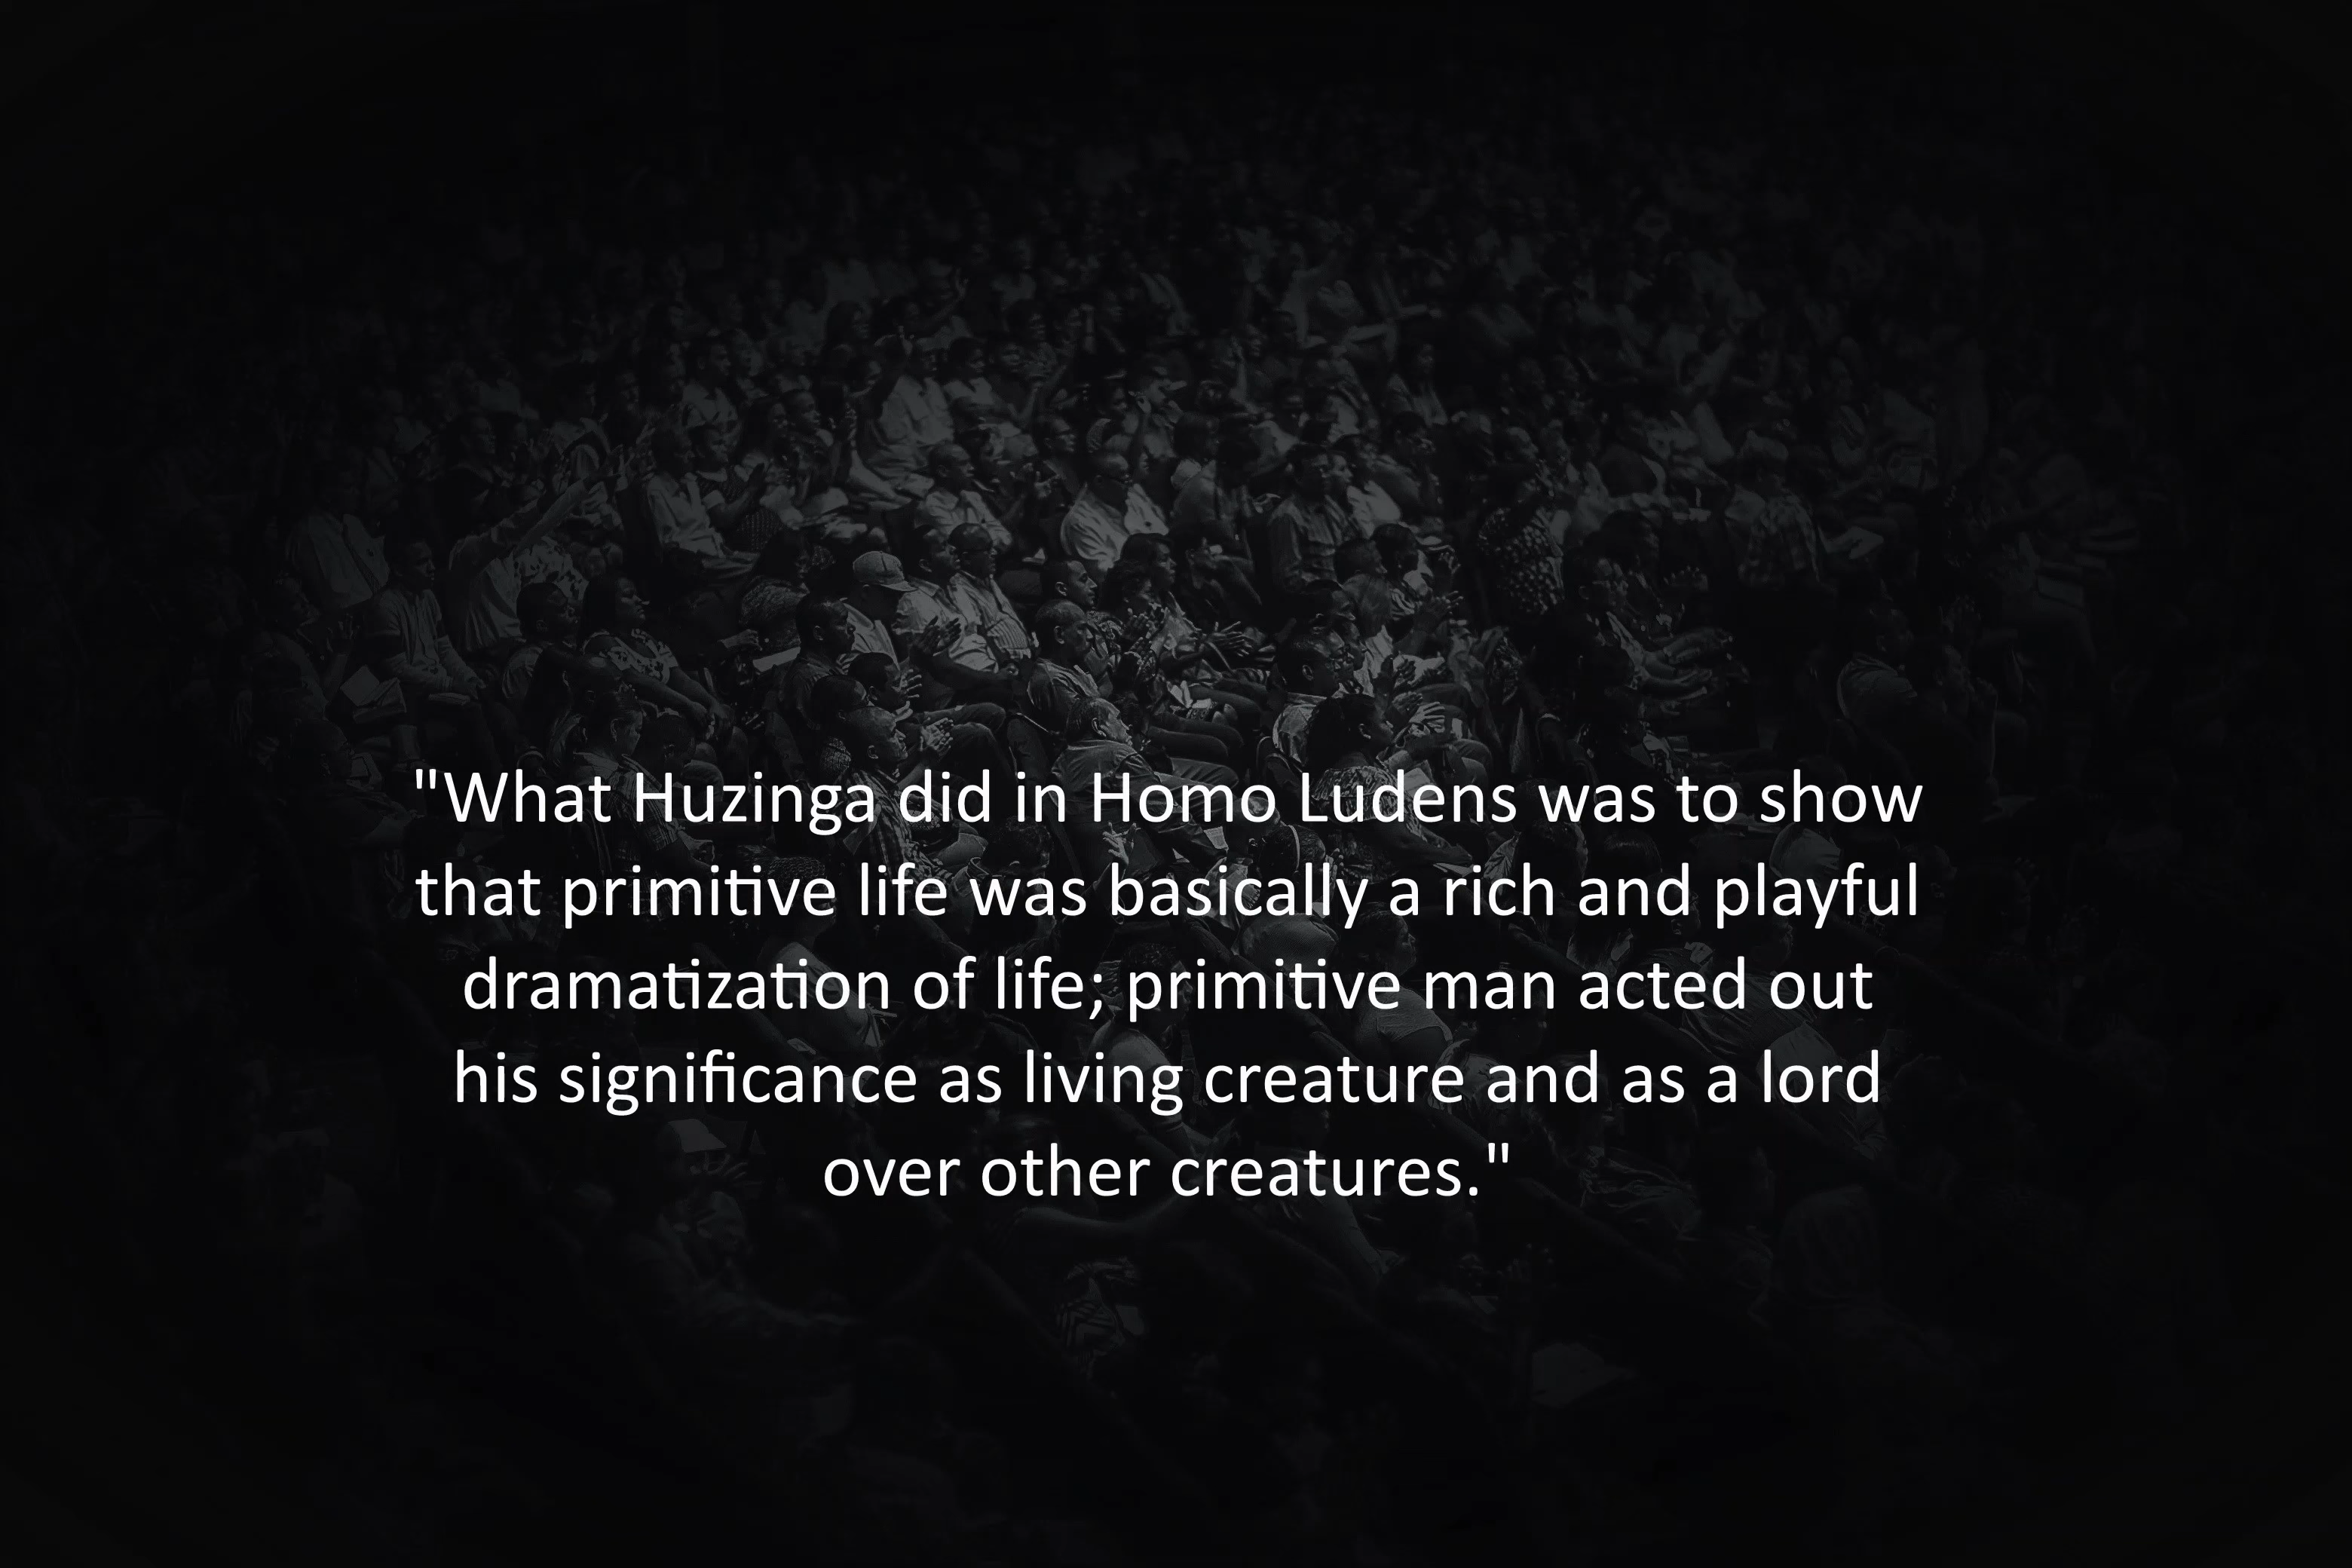 "What Huzinga did in Homo Ludens was to show
that primitive life was basically a rich and playful
dramatization of life; primitive man acted out
his significance as living creature and as a lord
over other creatures."